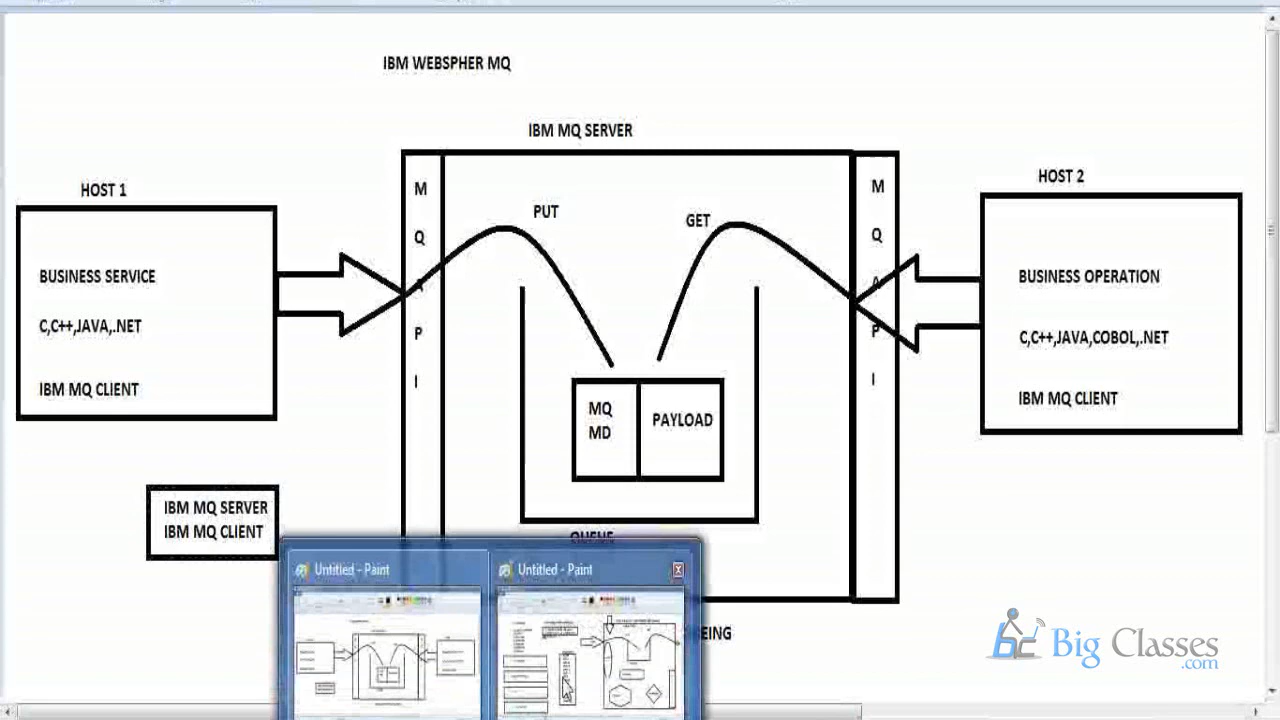 IBM WEBSPHER MQ
IBM MQ SERVER
HOST 1
BUSINESS SERVICE
C,C++,JAVA,.NET
IBM MQ CLIENT
M
Q
A
P
I
PUT
GET
MQ
MD
PAYLOAD
QUEUE
M
Q
A
P
I
HOST 2
BUSINESS OPERATION
C,C++,JAVA,COBOL,.NET
IBM MQ CLIENT
IBM MQ SERVER
IBM MQ CLIENT
Untitled - Paint
Untitled - Paint
Big Classes
.com